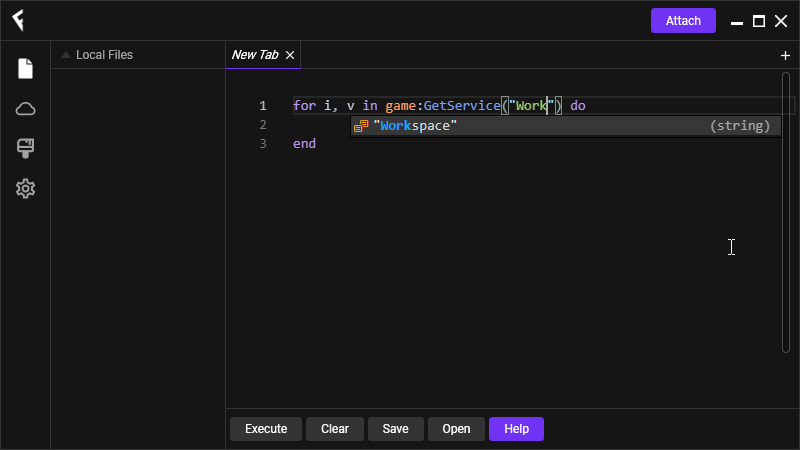 Attach
Local Files
New Tab
1 for i, v in game:GetService("Work") do
"Workspace" (string)
2
3 end
Execute Clear Save Open Help